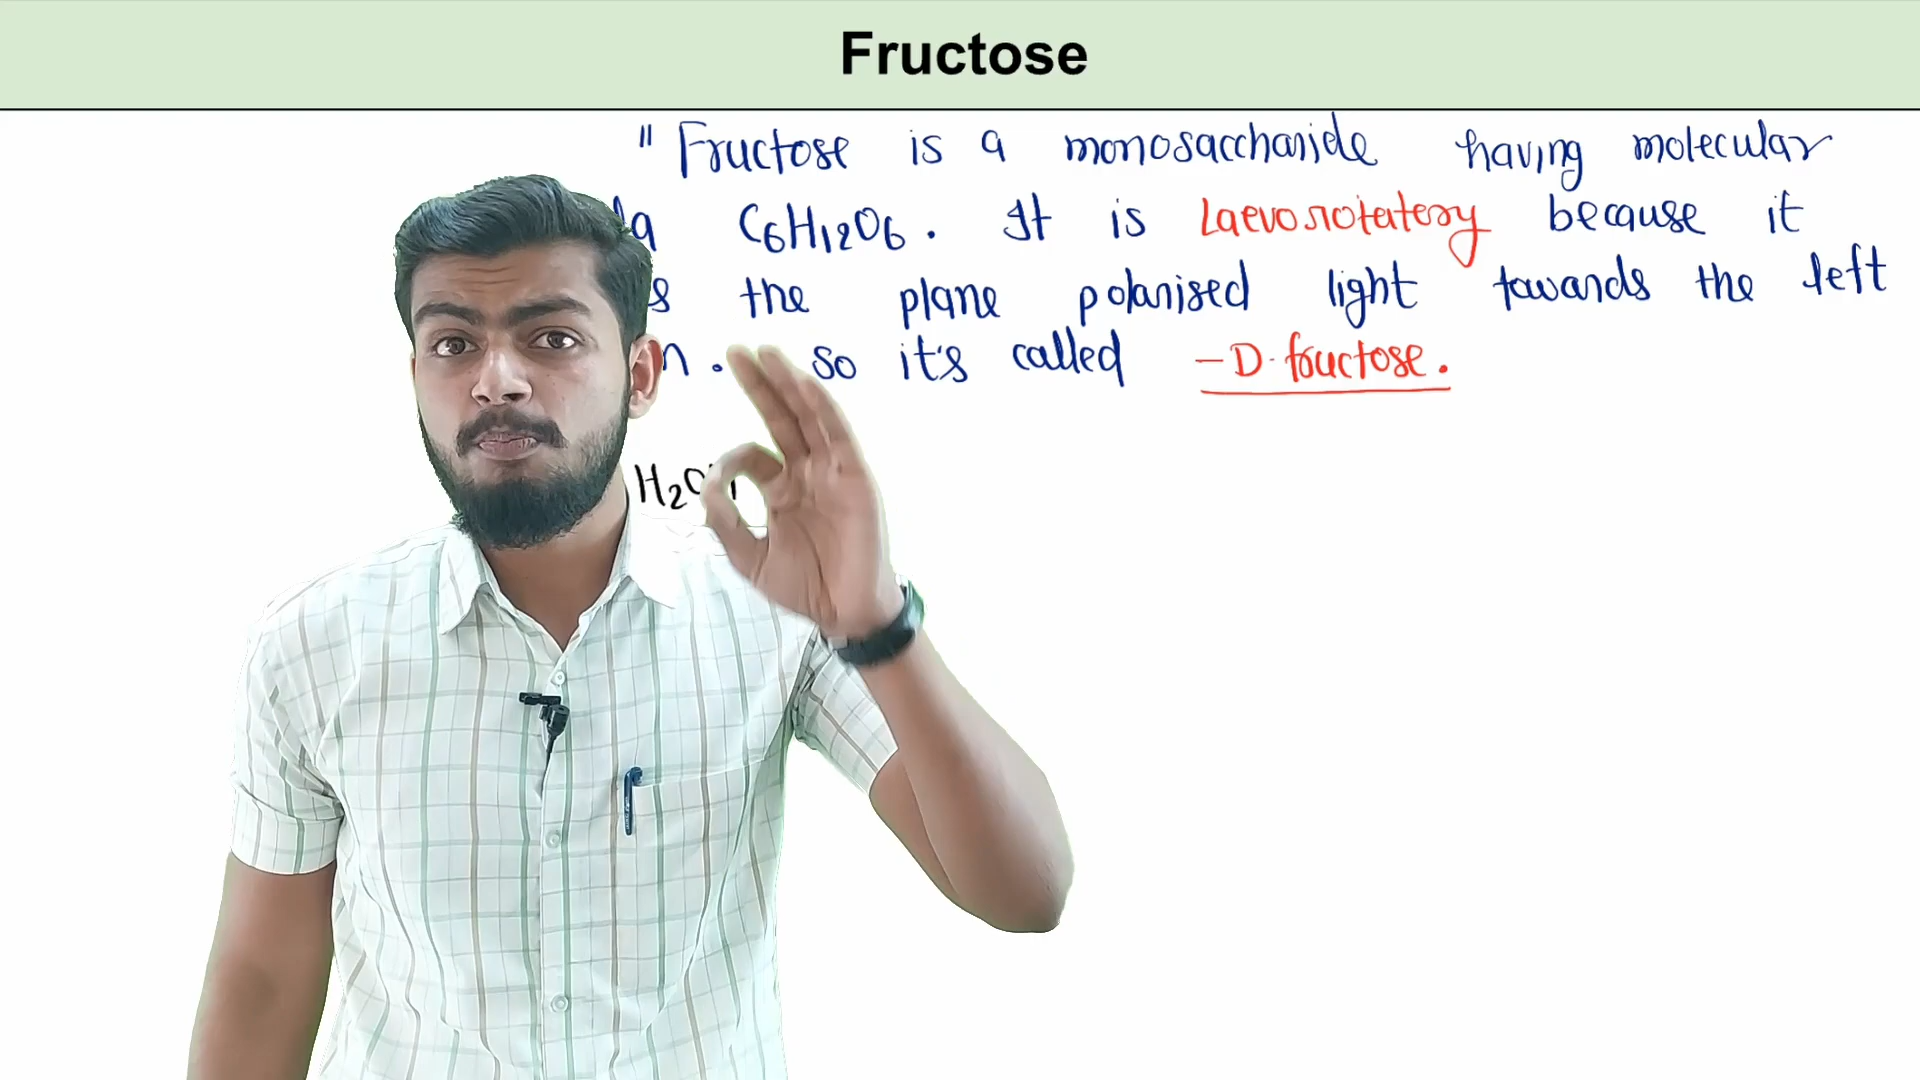 Fructose
" Fructose is a monosaccharide having molecular
C6H12O6. It is Laevorotatory because it
the plane polarised light towards the left
. so it's called -D-fructose.
H2O